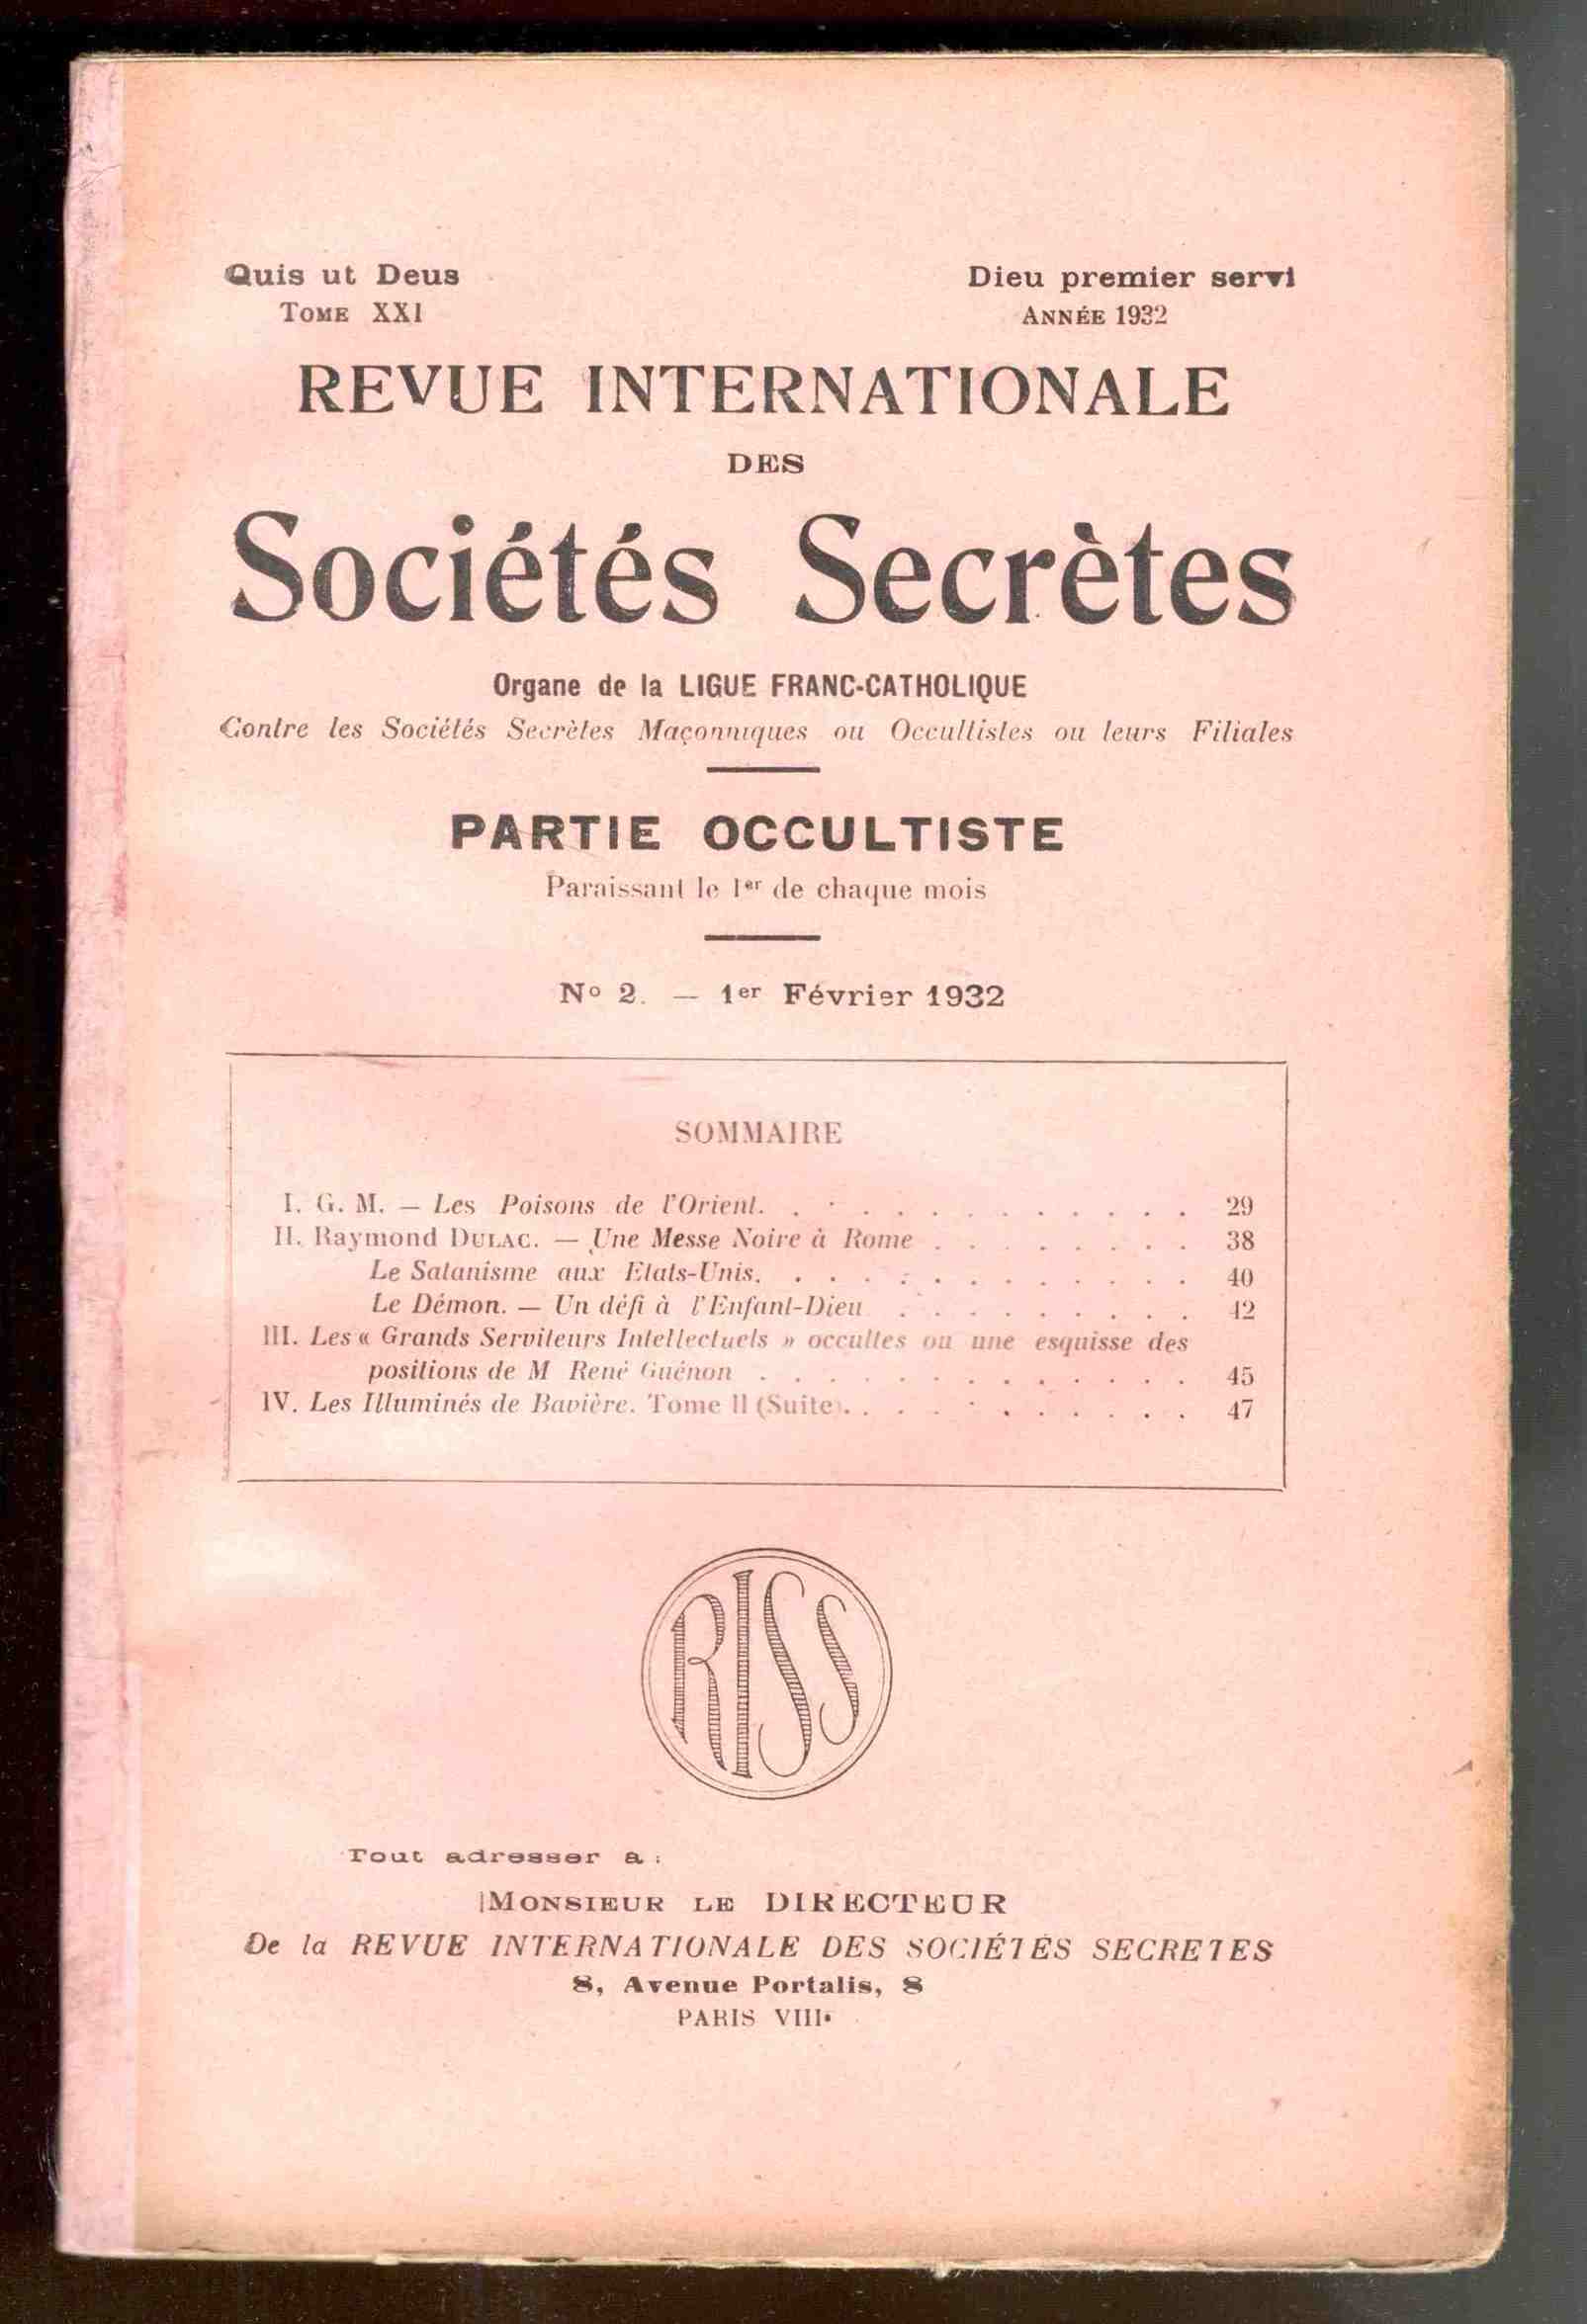 Quis ut Deus Dieu premier servi
TOME XXI ANNÉE 1932
REVUE INTERNATIONALE
DES
Sociétés Secrètes
Organe de la LIGUE FRANC-CATHOLIQUE
Contre les Sociétés Secrètes Maçonniques ou Occultistes ou leurs Filiales
PARTIE OCCULTISTE
Paraissant le 1er de chaque mois
No 2. — 1er Février 1932
SOMMAIRE
I. G. M. — Les Poisons de l'Orient. . . . . . . . . . . . . 29
II. Raymond DULAC. — Une Messe Noire à Rome . . . . . . . . 38
Le Satanisme aux Etats-Unis. . . . . . . . . . . . . 40
Le Démon. — Un défi à l'Enfant-Dieu . . . . . . . . . 42
III. Les « Grands Serviteurs Intellectuels » occultes ou une esquisse des
positions de M René Guénon . . . . . . . . . . . . . 45
IV. Les Illuminés de Bavière. Tome II (Suite). . . . . . . . . . . 47
RISS
Tout adresser a :
MONSIEUR LE DIRECTEUR
De la REVUE INTERNATIONALE DES SOCIÉTÉS SECRETES
8, Avenue Portalis, 8
PARIS VIIIe